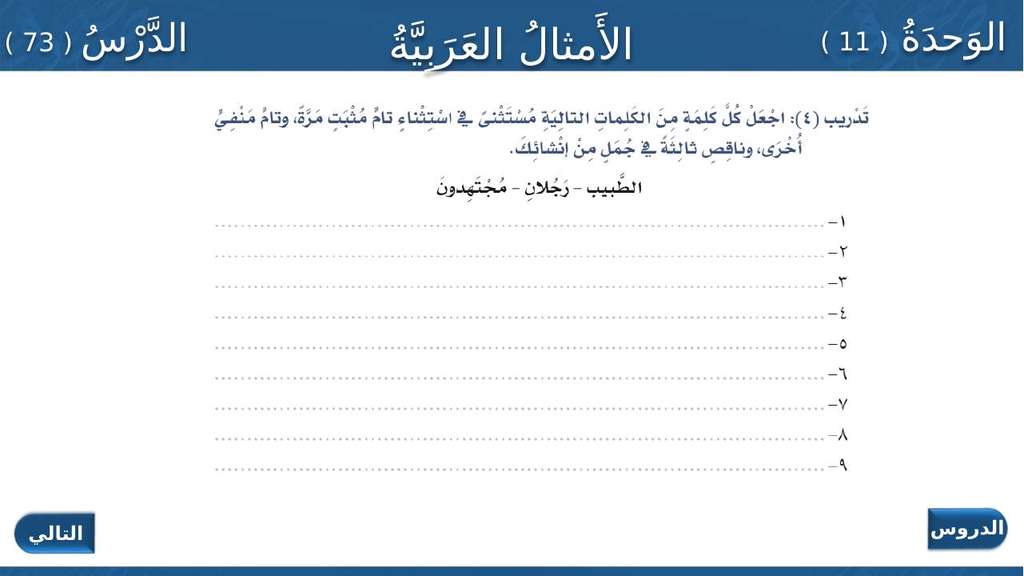 الوَحدَةُ ( 11 )
الأَمثالُ العَرَبِيَّةُ
الدَّرْسُ ( 73 )
تَدْريب (٤): اجْعَلْ كُلَّ كَلِمَةٍ مِنَ الكَلِماتِ التالِيَةِ مُسْتَثْنىً في اسْتِثْناءٍ تامٍّ مُثْبَتٍ مَرَّةً، وتامٍّ مَنْفِيٍّ
أُخْرَى، وناقِصٍ ثالِثَةً في جُمَلٍ مِنْ إنْشائِكَ.
الطَّبيب – رَجُلانِ – مُجْتَهِدونَ
١– ........................................
٢– ........................................
٣– ........................................
٤– ........................................
٥– ........................................
٦– ........................................
٧– ........................................
٨– ........................................
٩– ........................................
الدروس
التالي